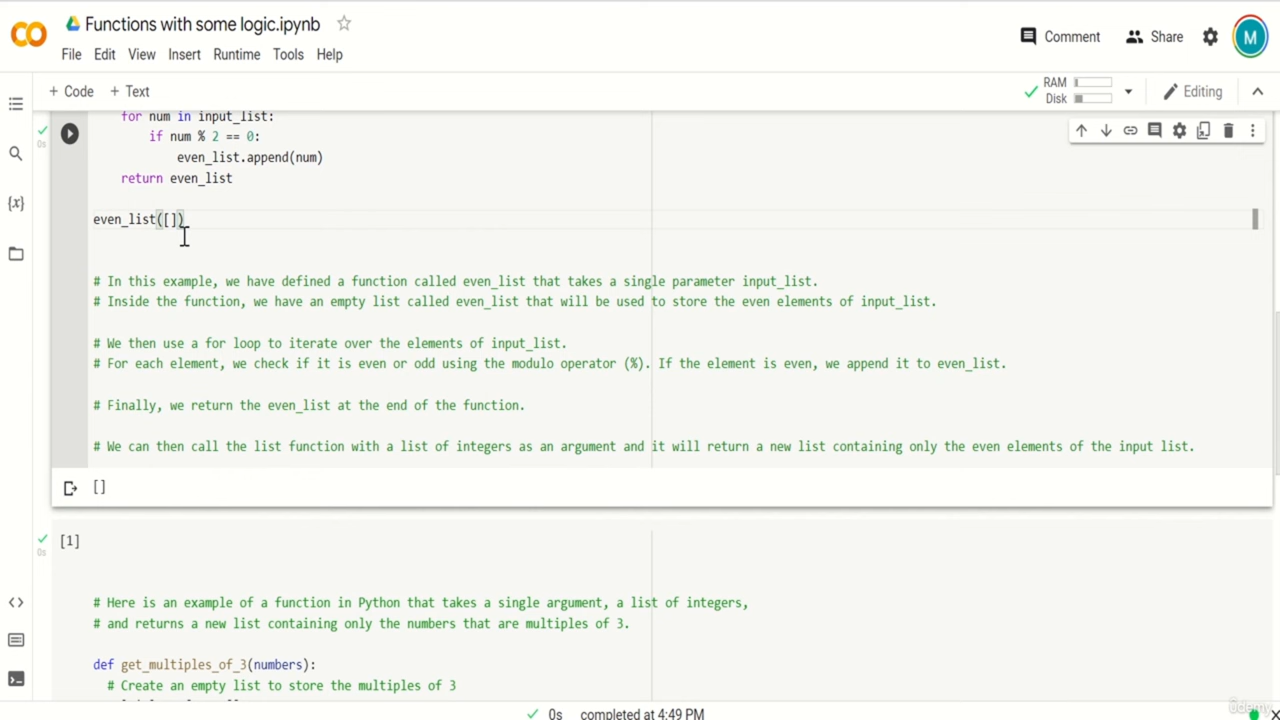 Functions with some logic.ipynb
File Edit View Insert Runtime Tools Help
Comment Share M
+ Code + Text
RAM
Disk
Editing
for num in input_list:
if num % 2 == 0:
even_list.append(num)
return even_list
even_list([])
# In this example, we have defined a function called even_list that takes a single parameter input_list.
# Inside the function, we have an empty list called even_list that will be used to store the even elements of input_list.
# We then use a for loop to iterate over the elements of input_list.
# For each element, we check if it is even or odd using the modulo operator (%). If the element is even, we append it to even_list.
# Finally, we return the even_list at the end of the function.
# We can then call the list function with a list of integers as an argument and it will return a new list containing only the even elements of the input list.
[]
[1]
0s
0s
# Here is an example of a function in Python that takes a single argument, a list of integers,
# and returns a new list containing only the numbers that are multiples of 3.
def get_multiples_of_3(numbers):
# Create an empty list to store the multiples of 3
0s completed at 4:49 PM
udemy